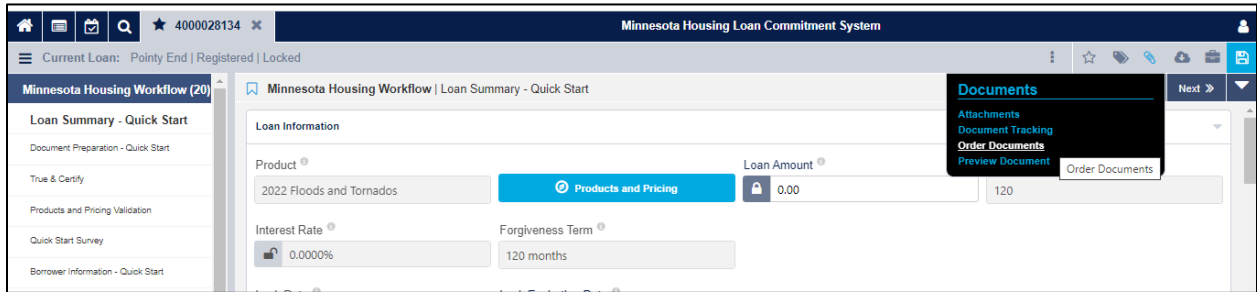 4000028134
Minnesota Housing Loan Commitment System
Current Loan: Pointy End | Registered | Locked
Minnesota Housing Workflow (20)
Minnesota Housing Workflow | Loan Summary - Quick Start
Next
Documents
Attachments
Document Tracking
Order Documents
Preview Document
Order Documents
Loan Summary - Quick Start
Document Preparation - Quick Start
True & Certify
Products and Pricing Validation
Quick Start Survey
Borrower Information - Quick Start
Loan Information
Product
2022 Floods and Tornados
Products and Pricing
Loan Amount
0.00
120
Interest Rate
0.0000%
Forgiveness Term
120 months